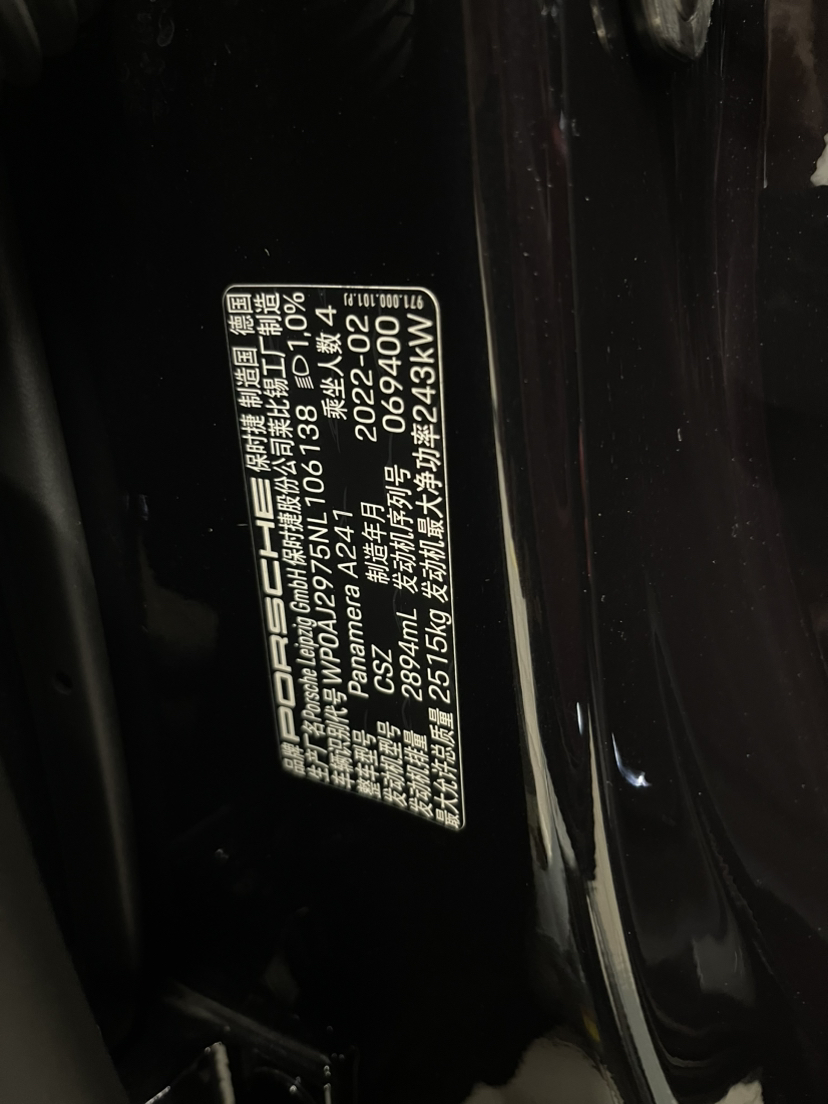 品牌 PORSCHE 保时捷 制造国 德国
生产厂名 Porsche Leipzig GmbH 保时捷股份公司莱比锡工厂制造
车辆识别代号 WP0AJ2975NL106138 1,0%
整车型号 Panamera A241 乘坐人数 4
发动机型号 CSZ 制造年月 2022-02
发动机排量 2894mL 发动机序列号 069400
最大允许总质量 2515kg 发动机最大净功率 243kW
971.000.101.PJ